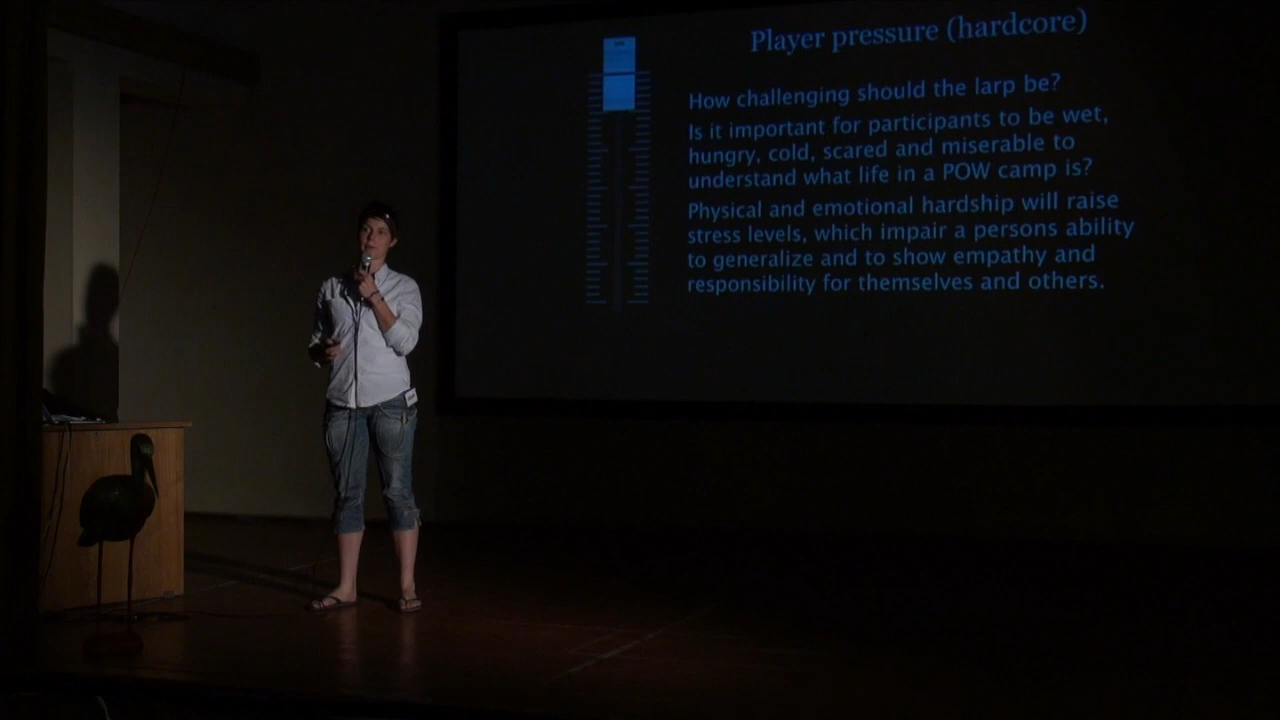 Player pressure (hardcore)
How challenging should the larp be?
Is it important for participants to be wet,
hungry, cold, scared and miserable to
understand what life in a POW camp is?
Physical and emotional hardship will raise
stress levels, which impair a persons ability
to generalize and to show empathy and
responsibility for themselves and others.